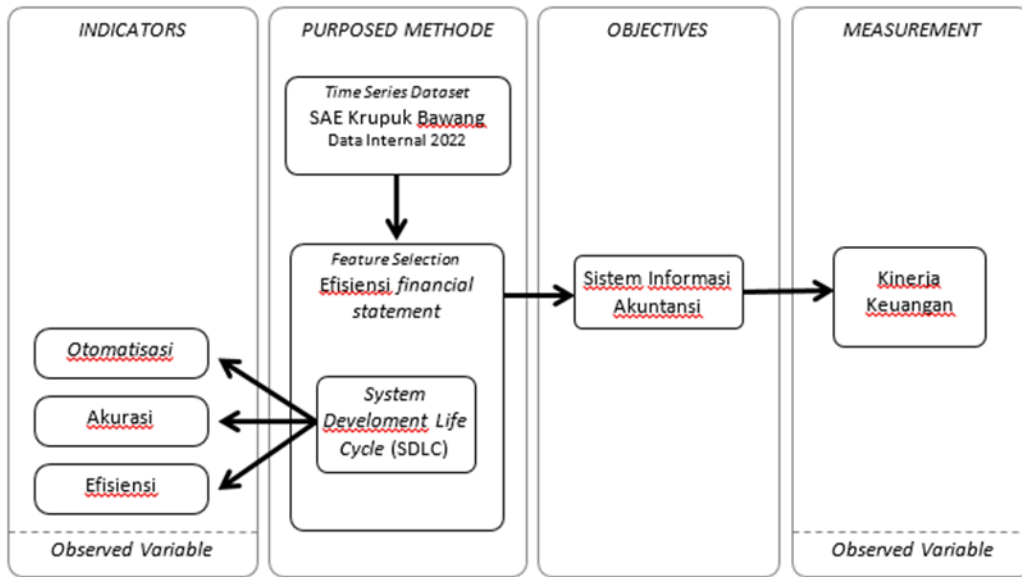 INDICATORS
Otomatisasi
Akurasi
Efisiensi
Observed Variable
PURPOSED METHODE
Time Series Dataset
SAE Krupuk Bawang
Data Internal 2022
Feature Selection
Efisiensi financial
statement
System
Develoment Life
Cycle (SDLC)
OBJECTIVES
Sistem Informasi
Akuntansi
MEASUREMENT
Kinerja
Keuangan
Observed Variable